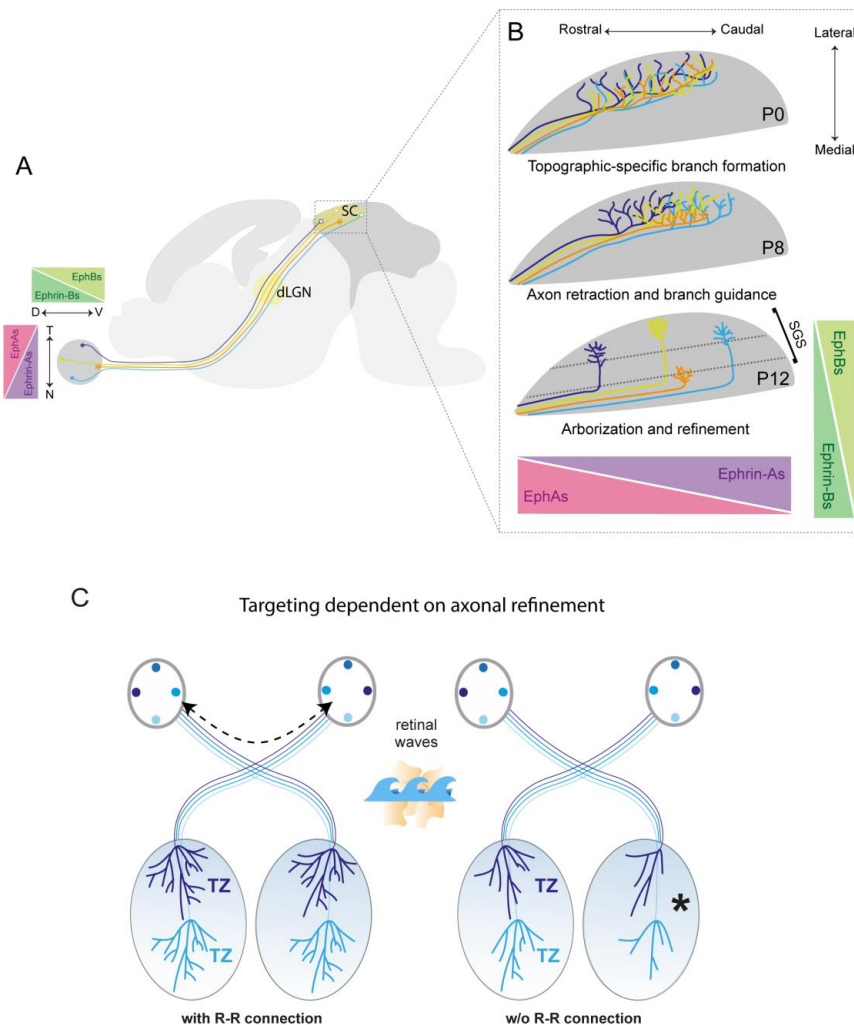 A
EphBs
Ephrin-Bs
D
V
EphAs
Ephrin-As
T
N
dLGN
SC
B
Rostral
Caudal
Lateral
Medial
P0
Topographic-specific branch formation
P8
Axon retraction and branch guidance
SGS
P12
Arborization and refinement
Ephrin-As
EphAs
EphBs
Ephrin-Bs
C
Targeting dependent on axonal refinement
retinal
waves
TZ
TZ
TZ
TZ
*
with R-R connection
w/o R-R connection